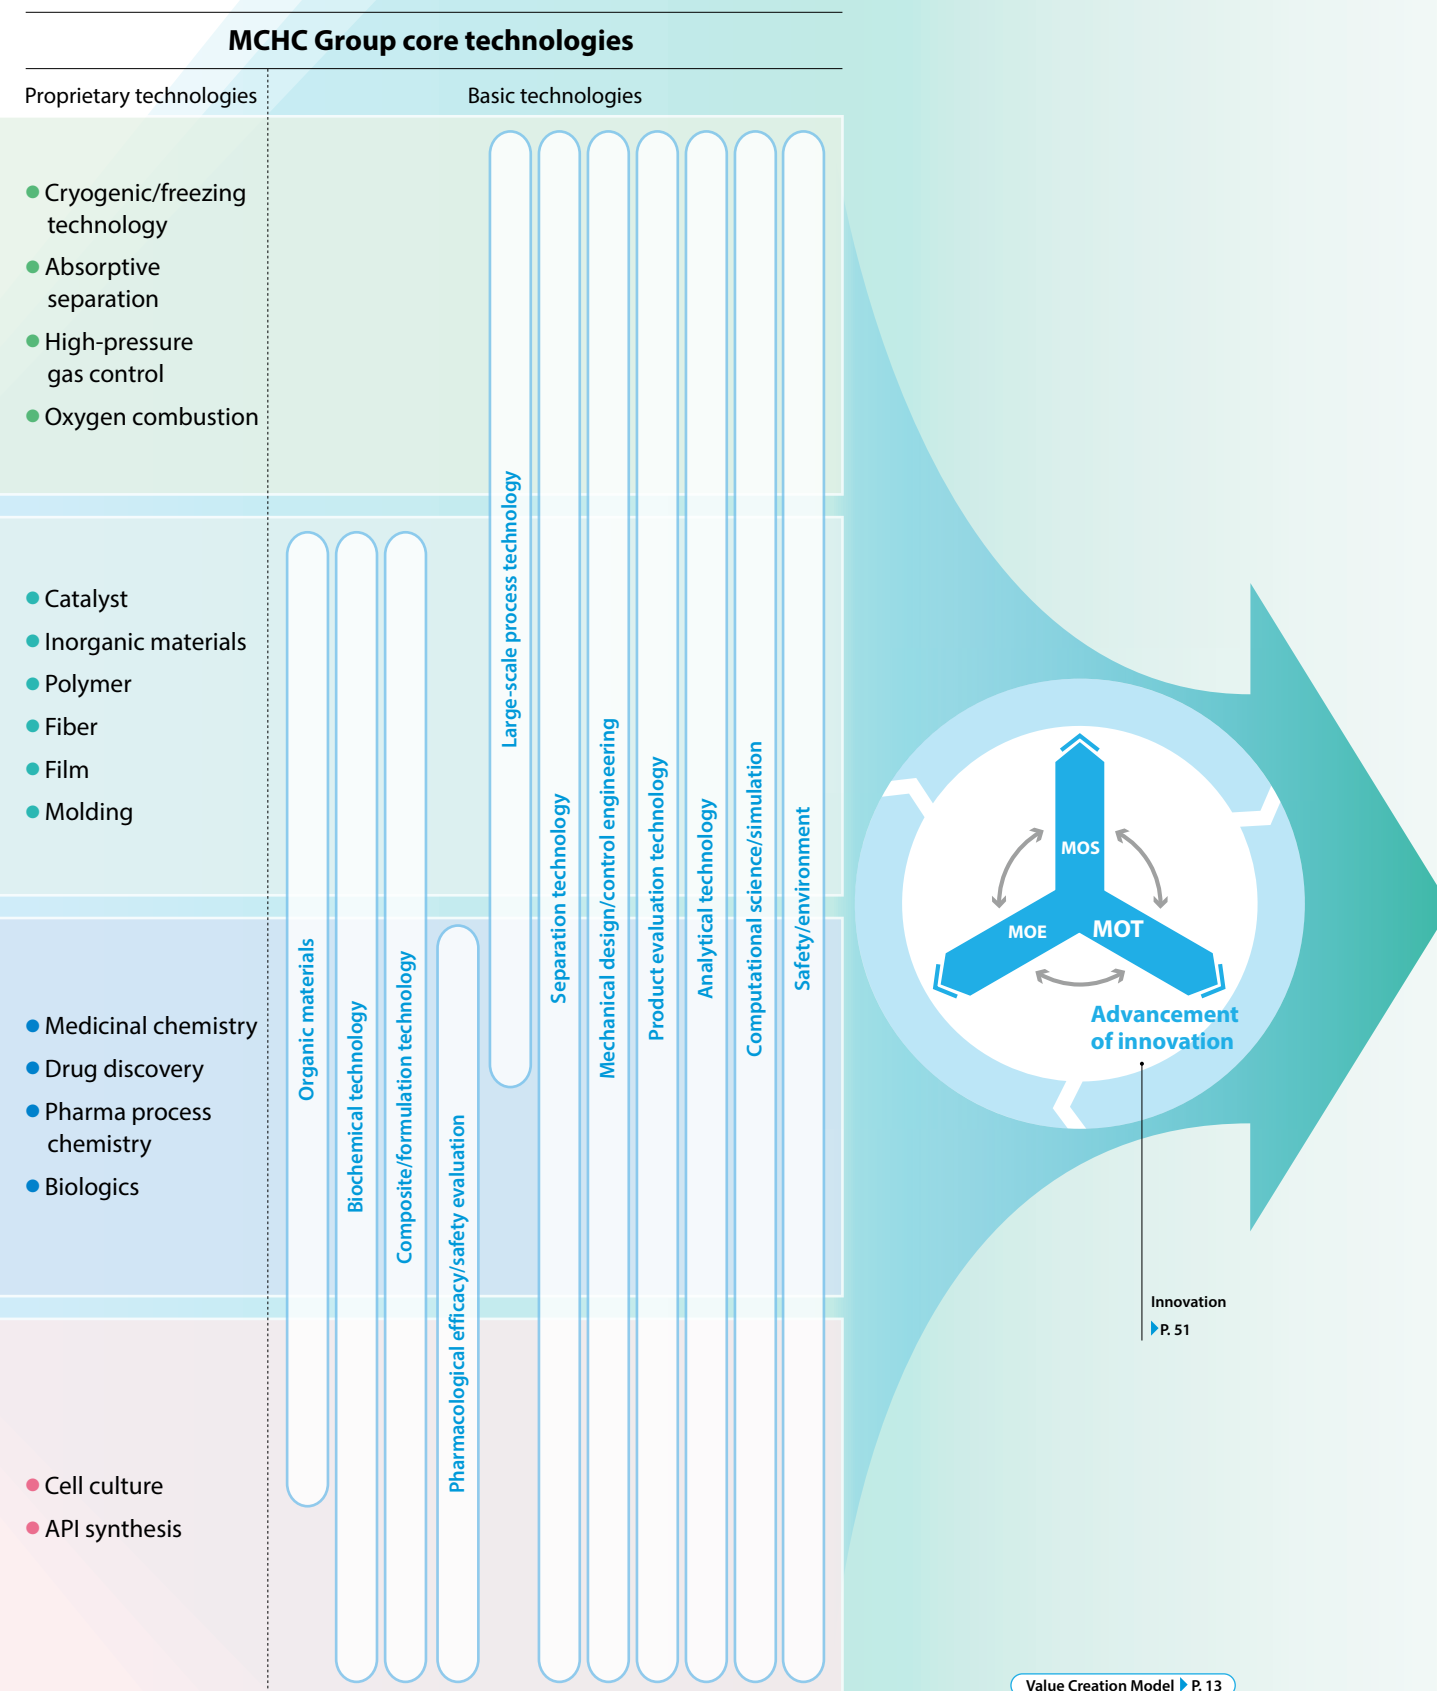 MCHC Group core technologies
Proprietary technologies
Basic technologies
Cryogenic/freezing
technology
Absorptive
separation
High-pressure
gas control
Oxygen combustion
Catalyst
Inorganic materials
Polymer
Fiber
Film
Molding
Medicinal chemistry
Drug discovery
Pharma process
chemistry
Biologics
Cell culture
API synthesis
Organic materials
Biochemical technology
Composite/formulation technology
Pharmacological efficacy/safety evaluation
Large-scale process technology
Separation technology
Mechanical design/control engineering
Product evaluation technology
Analytical technology
Computational science/simulation
Safety/environment
MOS
MOE
MOT
Advancement
of innovation
Innovation
P. 51
Value Creation Model P. 13